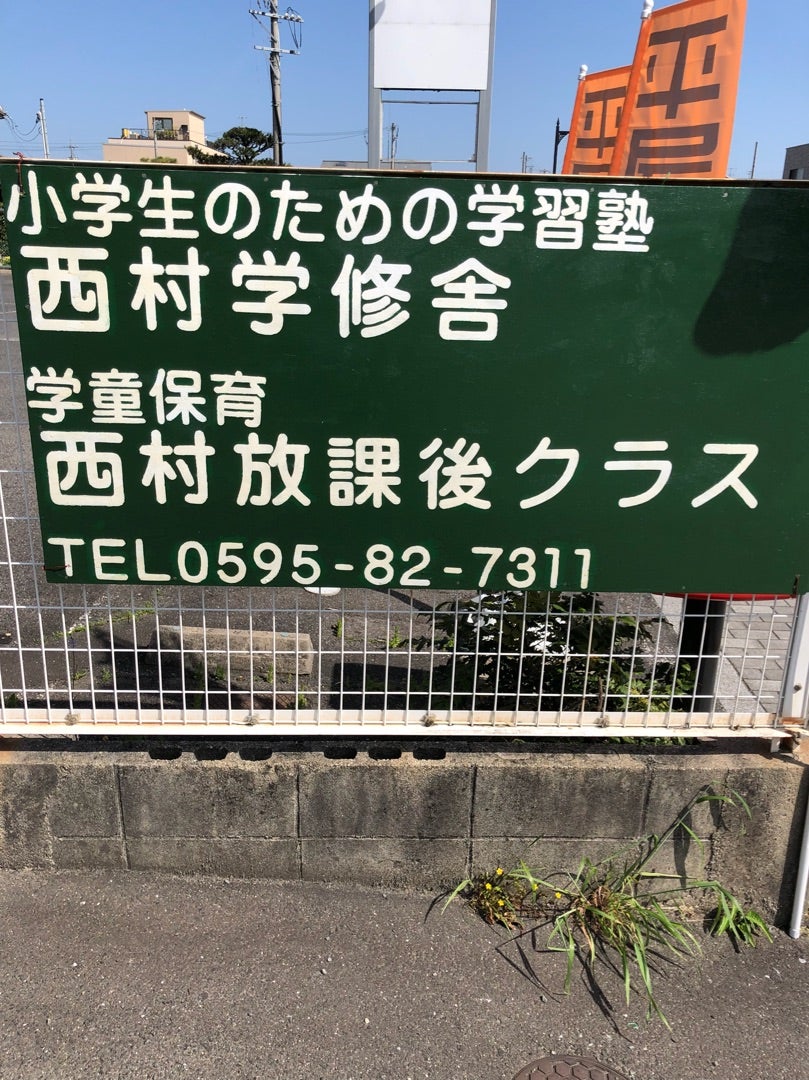 小学生のための学習塾
西村学修舎
学童保育
西村放課後クラス
TEL0595-82-7311